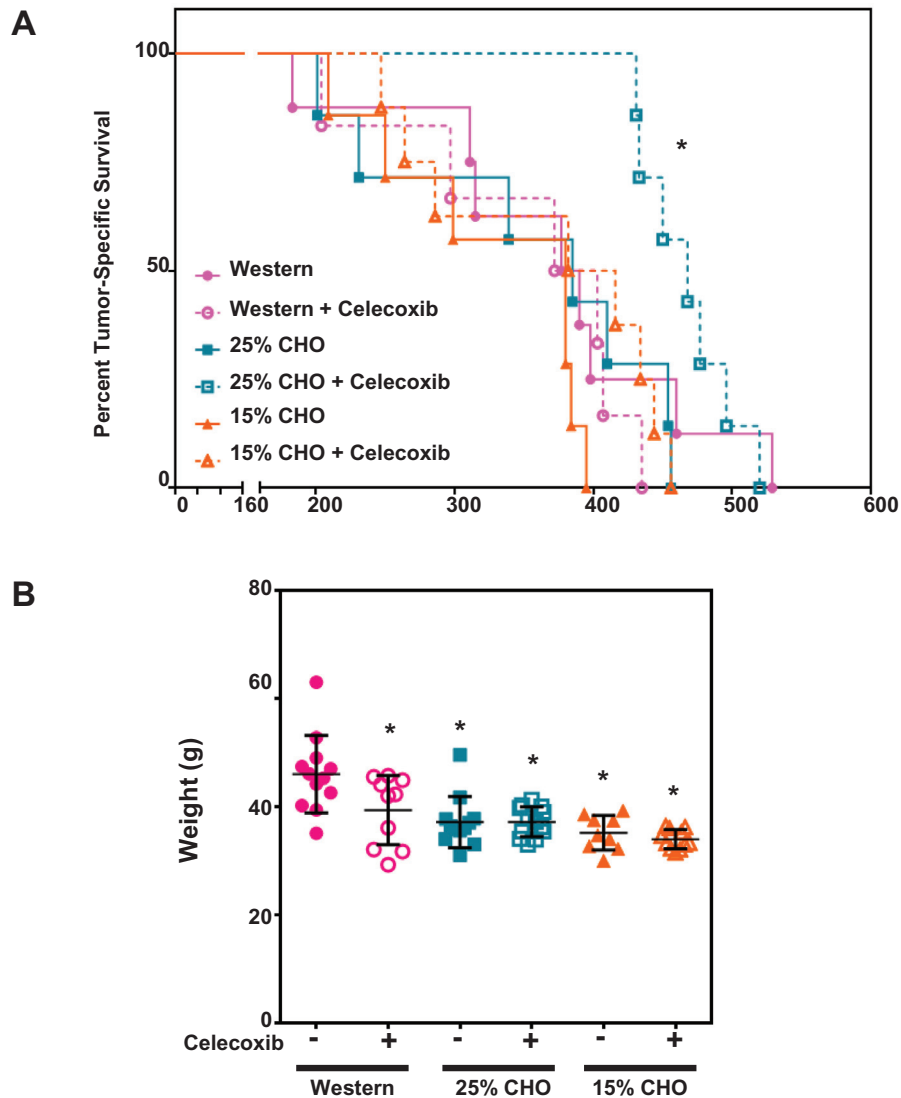 A
Percent Tumor-Specific Survival
100
50
0
Western
Western + Celecoxib
25% CHO
25% CHO + Celecoxib
15% CHO
15% CHO + Celecoxib
*
0 160 200 300 400 500 600
B
Weight (g)
80
60
40
20
0
* * * * *
Celecoxib - + - + - +
Western 25% CHO 15% CHO